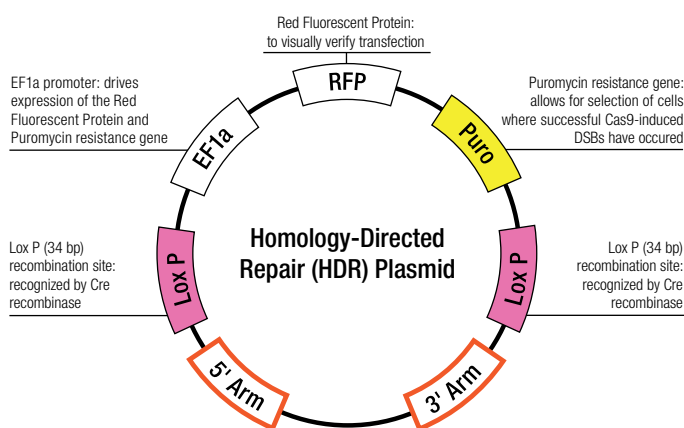 Red Fluorescent Protein:
to visually verify transfection
RFP
EF1a promoter: drives
expression of the Red
Fluorescent Protein and
Puromycin resistance gene
Puromycin resistance gene:
allows for selection of cells
where successful Cas9-induced
DSBs have occured
EF1a
Puro
Homology-Directed
Repair (HDR) Plasmid
Lox P (34 bp)
recombination site:
recognized by Cre
recombinase
Lox P
Lox P
Lox P (34 bp)
recombination site:
recognized by Cre
recombinase
5' Arm
3' Arm